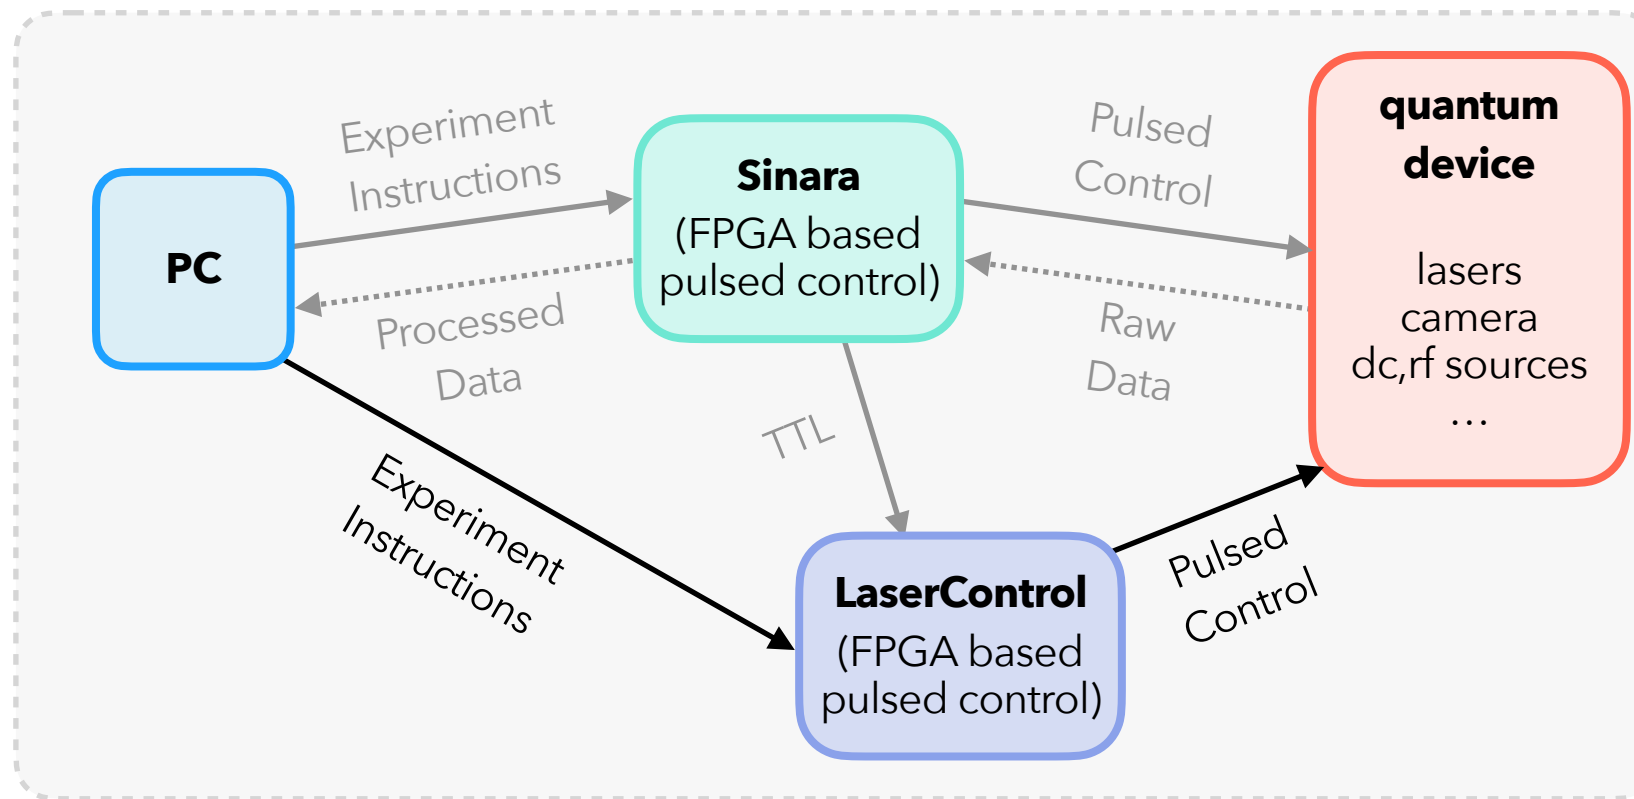 PC
Experiment
Instructions
Processed
Data
Sinara
(FPGA based
pulsed control)
Pulsed
Control
Raw
Data
quantum
device
lasers
camera
dc,rf sources
...
TTL
Experiment
Instructions
LaserControl
(FPGA based
pulsed control)
Pulsed
Control